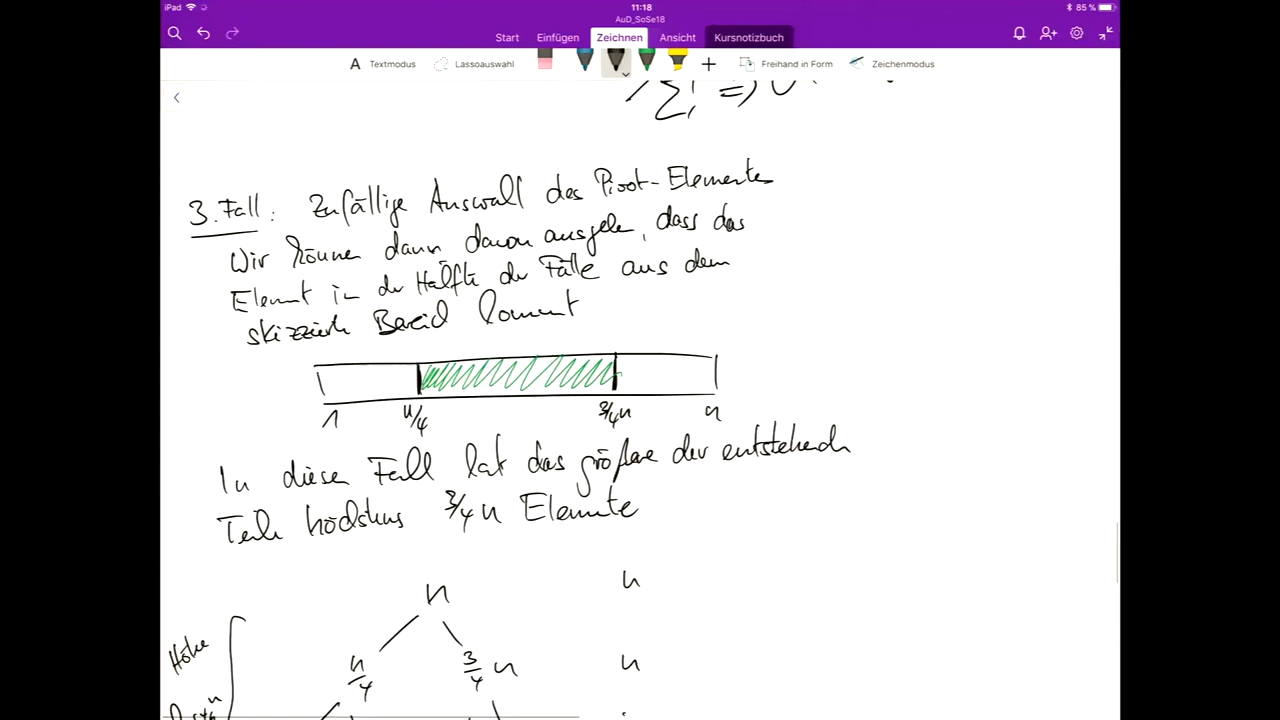 iPad
11:18
85 %
AuD_SoSe18
Start Einfügen Zeichnen Ansicht Kursnotizbuch
Textmodus Lassoauswahl Freihand in Form Zeichenmodus
3. Fall: Zufällige Auswahl des Pivot-Elementes
Wir können dann davon ausgehen, dass das
Element in der Hälfte der Fälle aus dem
skizzierten Bereich kommt
1 n/4 3/4 n n
In diesem Fall hat das größere der entstehenden
Teile höchstens 3/4 n Elemente
n n
Höhe
n/4 3/4 n n